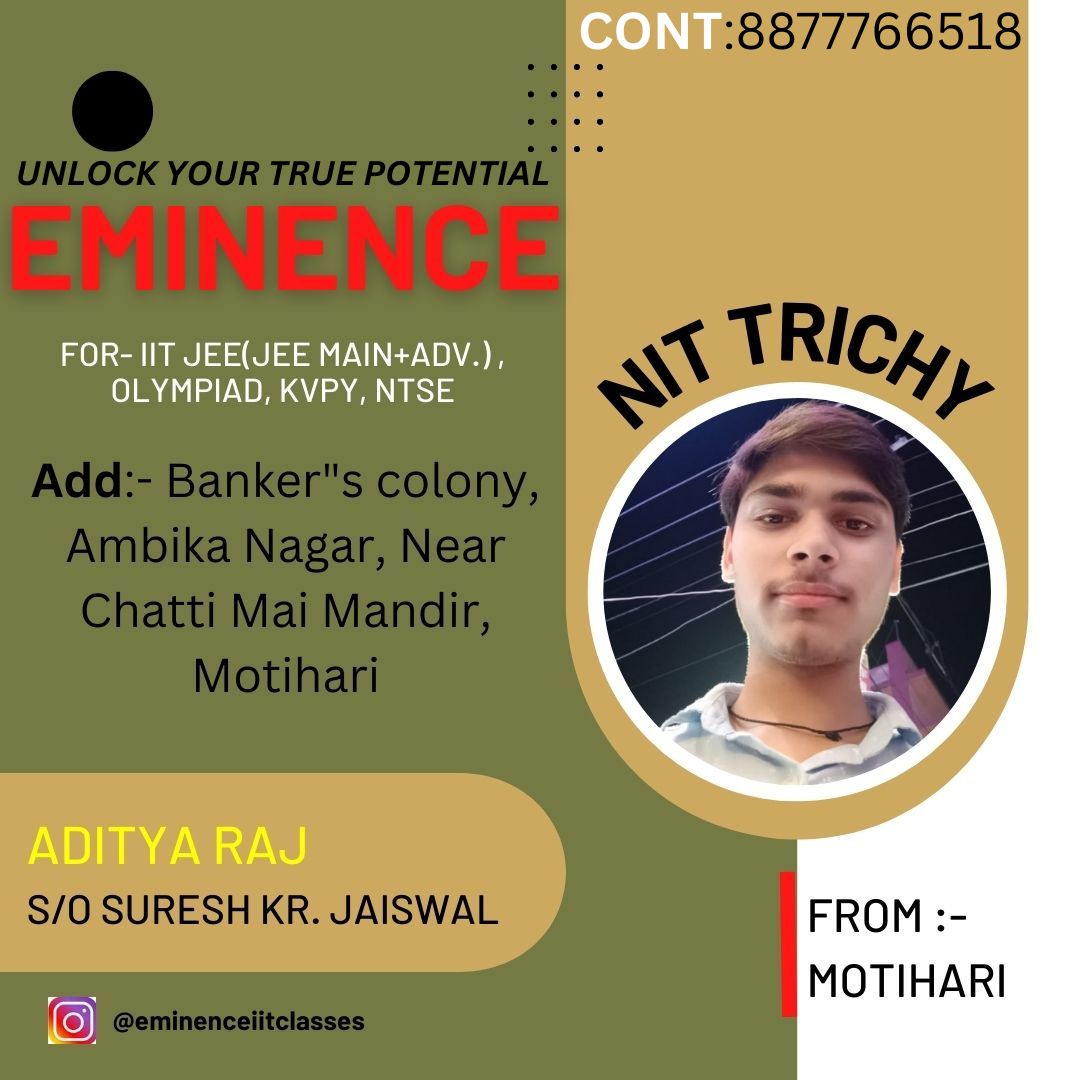 CONT:8877766518
UNLOCK YOUR TRUE POTENTIAL
EMINENCE
FOR- IIT JEE(JEE MAIN+ADV.) ,
OLYMPIAD, KVPY, NTSE
Add:- Banker"s colony,
Ambika Nagar, Near
Chatti Mai Mandir,
Motihari
NIT TRICHY
ADITYA RAJ
S/O SURESH KR. JAISWAL
FROM :-
MOTIHARI
@eminenceiitclasses